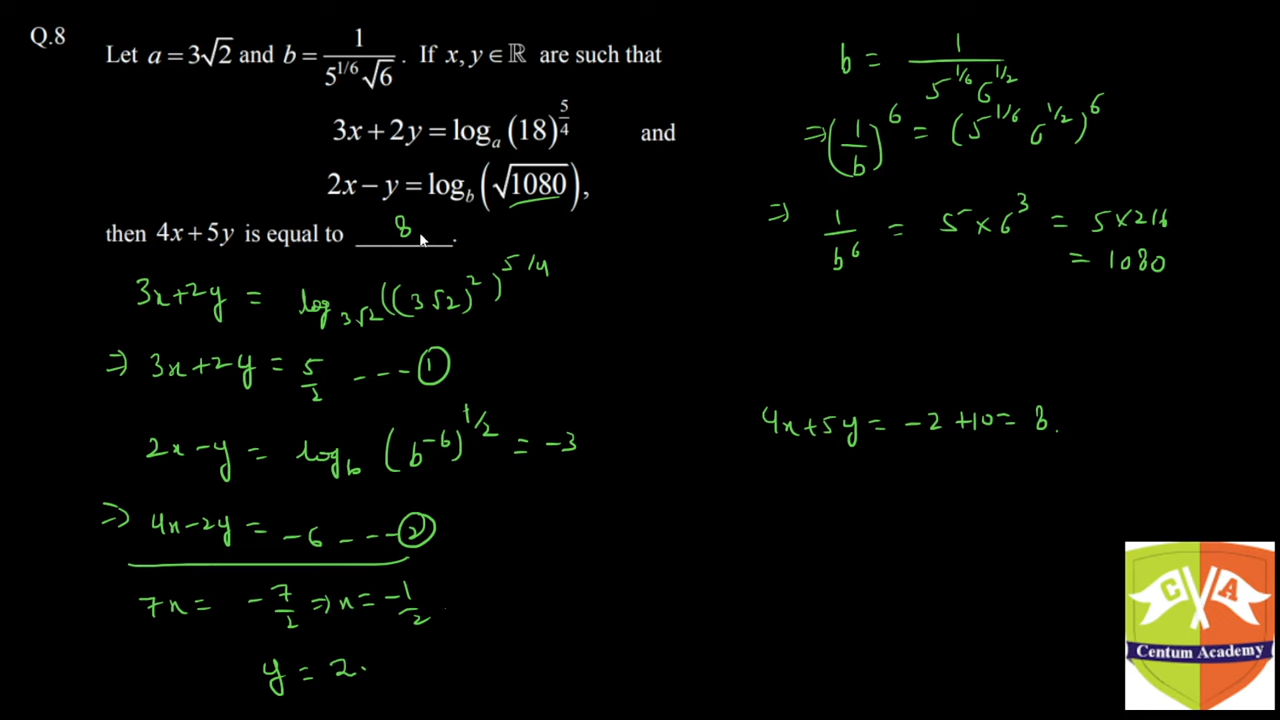 Q.8
Let a = 3√2 and b = 1/(5^{1/6}√6). If x, y ∈ ℝ are such that
3x + 2y = log_a (18)^{5/4} and
2x − y = log_b (√1080),
then 4x + 5y is equal to 8.
3x+2y = log_{3√2} ((3√2)^2)^{5/4}
⇒ 3x+2y = 5/2 ---- ①
2x-y = log_b (b^{-6})^{1/2} = -3
⇒ 4x-2y = -6 ---- ②
7x = -7/2 ⇒ x = -1/2
y = 2.
b = 1/(5^{1/6} 6^{1/2})
⇒ (1/b)^6 = (5^{1/6} 6^{1/2})^6
⇒ 1/b^6 = 5×6^3 = 5×216
= 1080
4x+5y = -2+10 = 8.
C A
Centum Academy